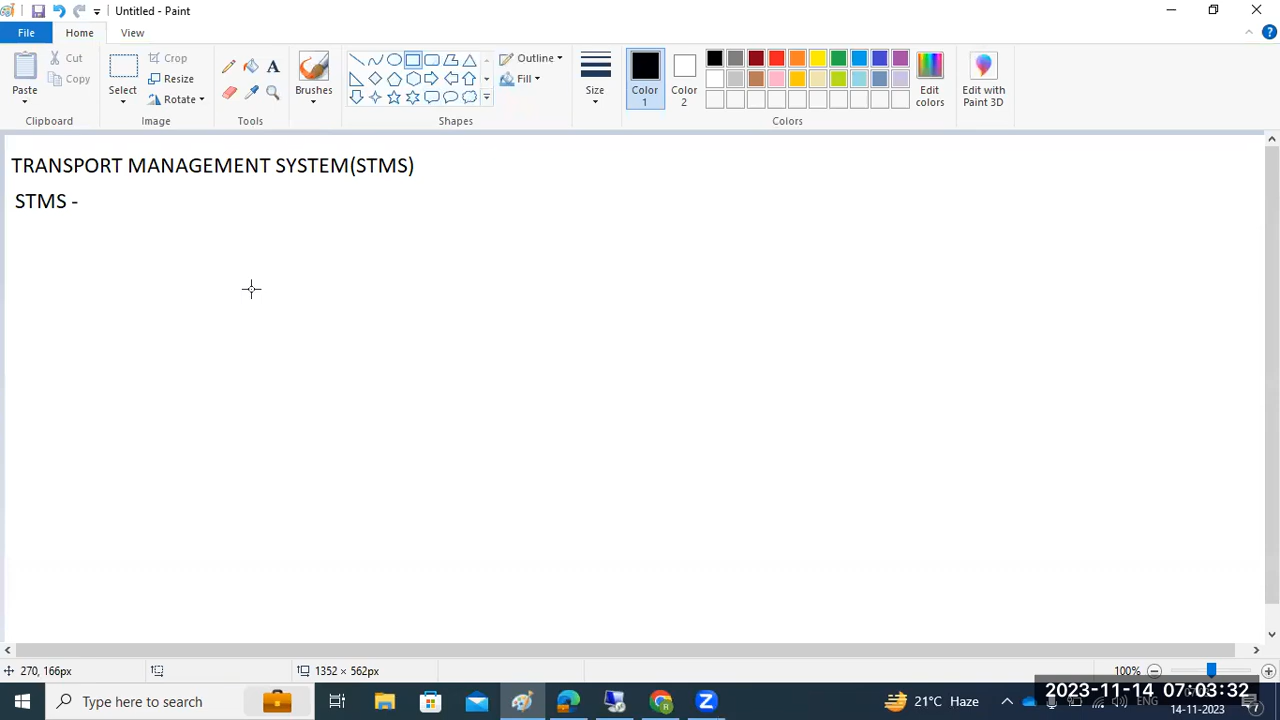 Untitled - Paint
File
Home
View
Paste
Cut
Copy
Clipboard
Select
Crop
Resize
Rotate
Image
A
Tools
Brushes
Outline
Fill
Shapes
Size
Color 1
Color 2
Edit colors
Colors
Edit with Paint 3D
TRANSPORT MANAGEMENT SYSTEM(STMS)
STMS -
270, 166px
1352 × 562px
100%
Type here to search
21°C Haze
2023-11-14 07:03:32
ENG
14-11-2023